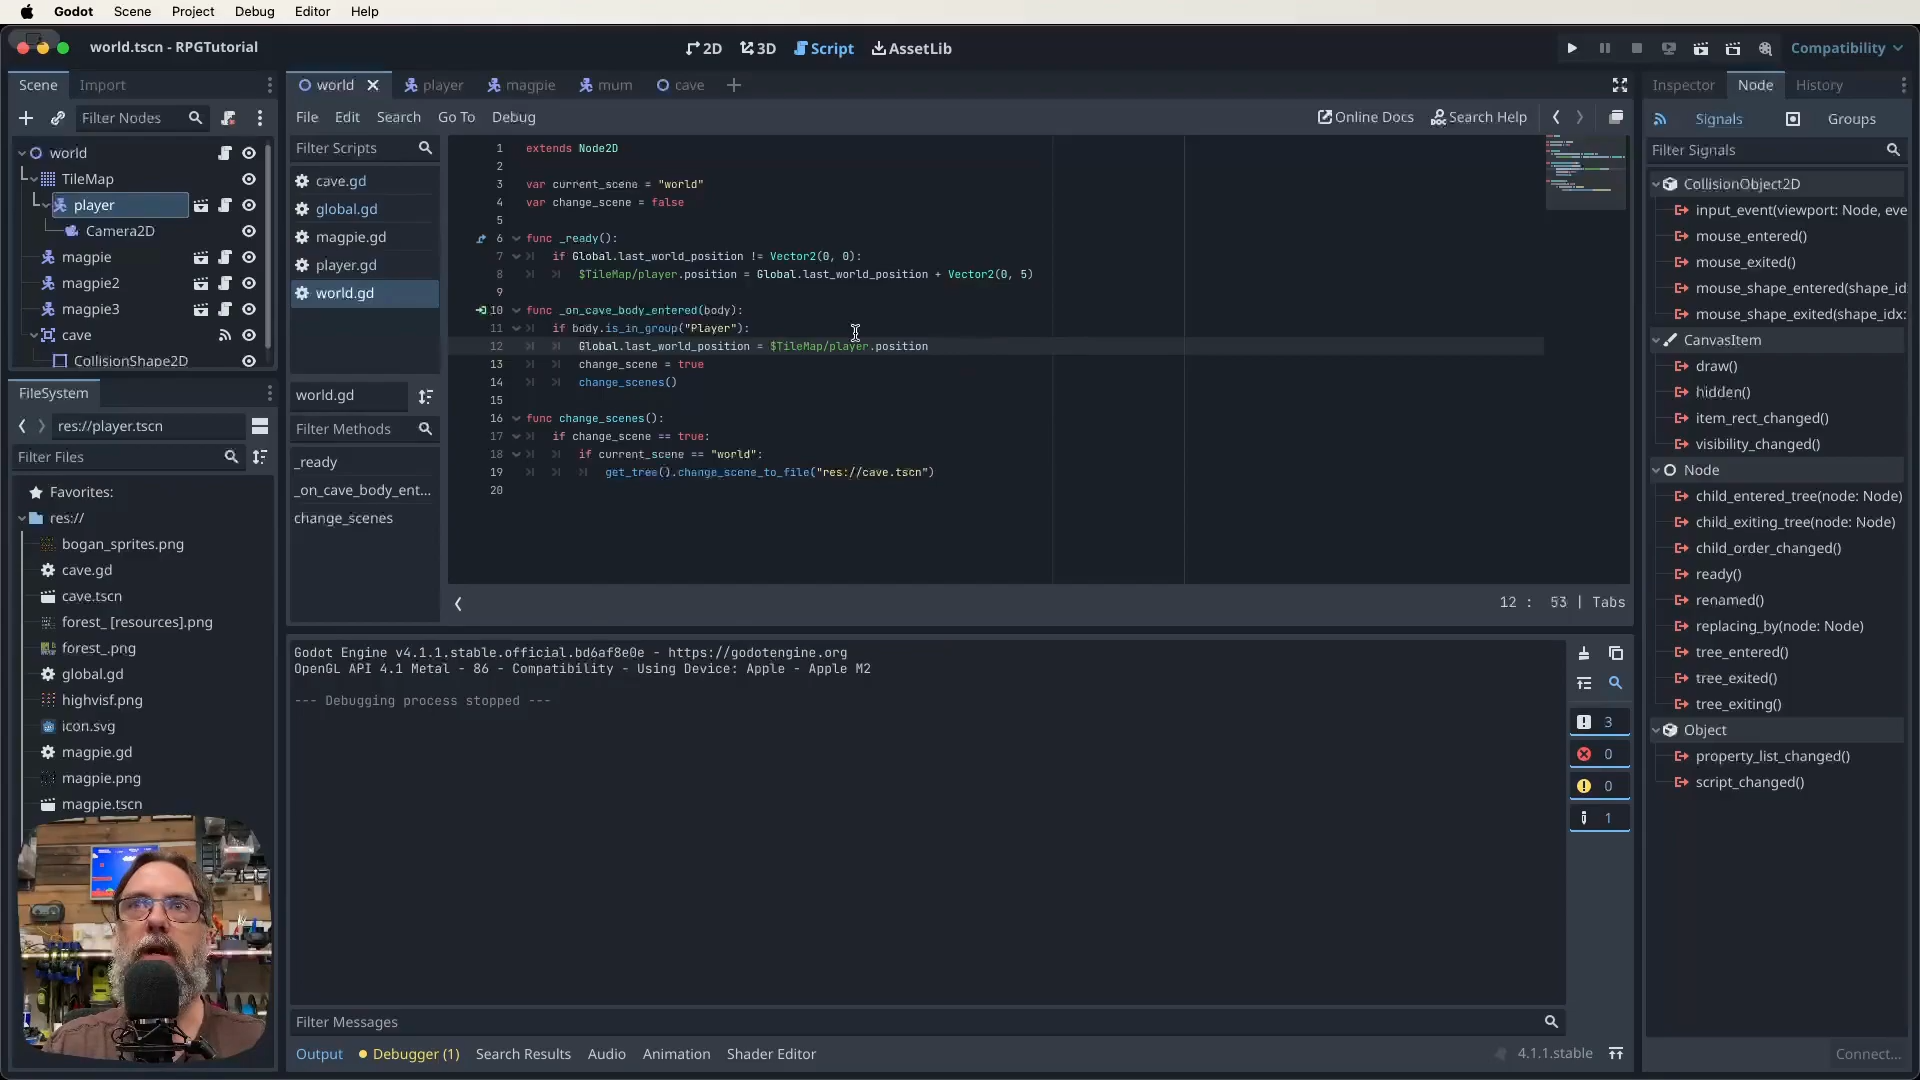 Godot Scene Project Debug Editor Help
world.tscn - RPGTutorial
2D 3D Script AssetLib
Compatibility
Scene Import
world player magpie mum cave
Inspector Node History
Filter Nodes
File Edit Search Go To Debug
Online Docs Search Help
Signals Groups
world
TileMap
player
Camera2D
magpie
magpie2
magpie3
cave
CollisionShape2D
FileSystem
res://player.tscn
Filter Files
Favorites:
res://
bogan_sprites.png
cave.gd
cave.tscn
forest_ [resources].png
forest_.png
global.gd
highvisf.png
icon.svg
magpie.gd
magpie.png
magpie.tscn
Filter Scripts
cave.gd
global.gd
magpie.gd
player.gd
world.gd
world.gd
Filter Methods
_ready
_on_cave_body_ent...
change_scenes
1 extends Node2D
2
3 var current_scene = "world"
4 var change_scene = false
5
6 func _ready():
7 if Global.last_world_position != Vector2(0, 0):
8 $TileMap/player.position = Global.last_world_position + Vector2(0, 5)
9
10 func _on_cave_body_entered(body):
11 if body.is_in_group("Player"):
12 Global.last_world_position = $TileMap/player.position
13 change_scene = true
14 change_scenes()
15
16 func change_scenes():
17 if change_scene == true:
18 if current_scene == "world":
19 get_tree().change_scene_to_file("res://cave.tscn")
20
12 : 53 | Tabs
Godot Engine v4.1.1.stable.official.bd6af8e0e - https://godotengine.org
OpenGL API 4.1 Metal - 86 - Compatibility - Using Device: Apple - Apple M2
--- Debugging process stopped ---
3
0
0
1
Filter Messages
Output Debugger (1) Search Results Audio Animation Shader Editor
4.1.1.stable
Filter Signals
CollisionObject2D
input_event(viewport: Node, eve
mouse_entered()
mouse_exited()
mouse_shape_entered(shape_id
mouse_shape_exited(shape_idx:
CanvasItem
draw()
hidden()
item_rect_changed()
visibility_changed()
Node
child_entered_tree(node: Node)
child_exiting_tree(node: Node)
child_order_changed()
ready()
renamed()
replacing_by(node: Node)
tree_entered()
tree_exited()
tree_exiting()
Object
property_list_changed()
script_changed()
Connect...